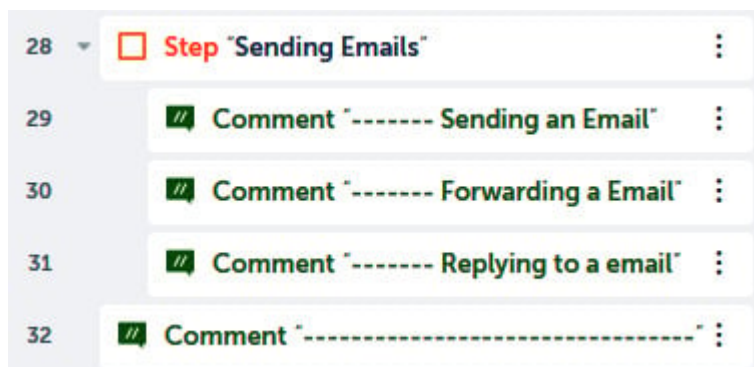 28 Step "Sending Emails"
29 Comment "------- Sending an Email"
30 Comment "------- Forwarding a Email"
31 Comment "------- Replying to a email"
32 Comment "---------------------------------"